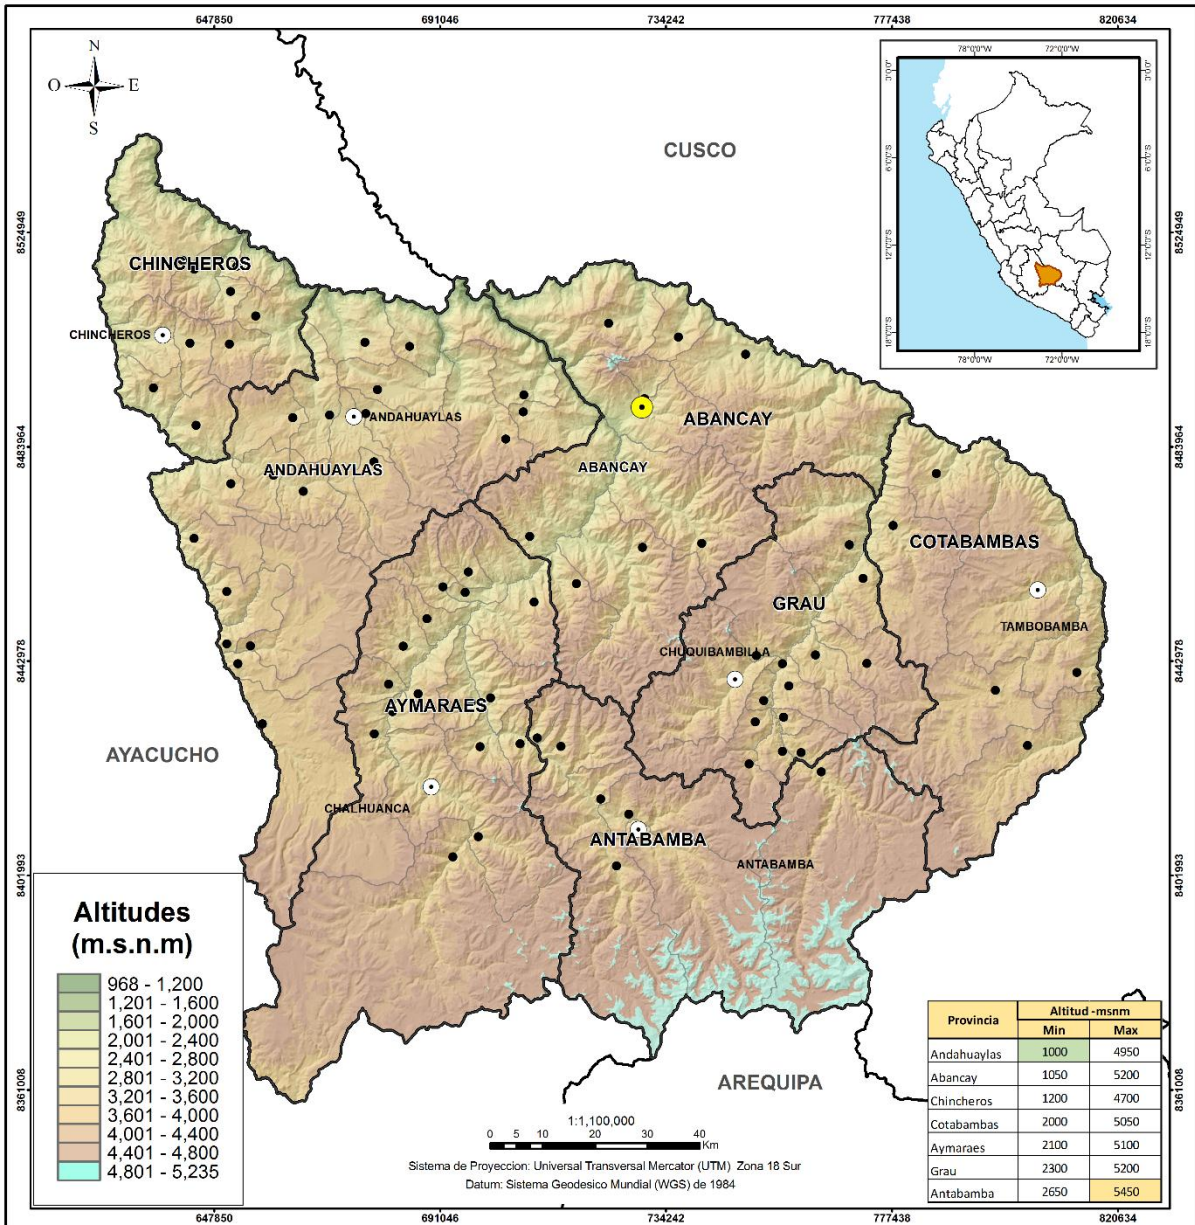 647850 691046 734242 777438 820634
N
O E
S
78°0'0"W 72°0'0"W
3°0'0" 3°0'0"
6°0'0"S 6°0'0"S
12°0'0"S 12°0'0"S
18°0'0"S 18°0'0"S
78°0'0"W 72°0'0"W
CUSCO
8524949 8524949
CHINCHEROS
CHINCHEROS
ANDAHUAYLAS
ABANCAY
8483964 8483964
ANDAHUAYLAS
ABANCAY
COTABAMBAS
GRAU
TAMBOBAMBA
CHUQUIBAMBILLA
8442978 8442978
AYMARAES
AYACUCHO
CHALHUANCA
ANTABAMBA
ANTABAMBA
8401993 8401993
Altitudes
(m.s.n.m)
968 - 1,200
1,201 - 1,600
1,601 - 2,000
2,001 - 2,400
2,401 - 2,800
2,801 - 3,200
3,201 - 3,600
3,601 - 4,000
4,001 - 4,400
4,401 - 4,800
4,801 - 5,235
AREQUIPA
8361008 8361008
1:1,100,000
0 5 10 20 30 40
Km
Sistema de Proyeccion: Universal Transversal Mercator (UTM) Zona 18 Sur
Datum: Sistema Geodesico Mundial (WGS) de 1984
Provincia Altitud -msnm
Min Max
Andahuaylas 1000 4950
Abancay 1050 5200
Chincheros 1200 4700
Cotabambas 2000 5050
Aymaraes 2100 5100
Grau 2300 5200
Antabamba 2650 5450
647850 691046 734242 777438 820634